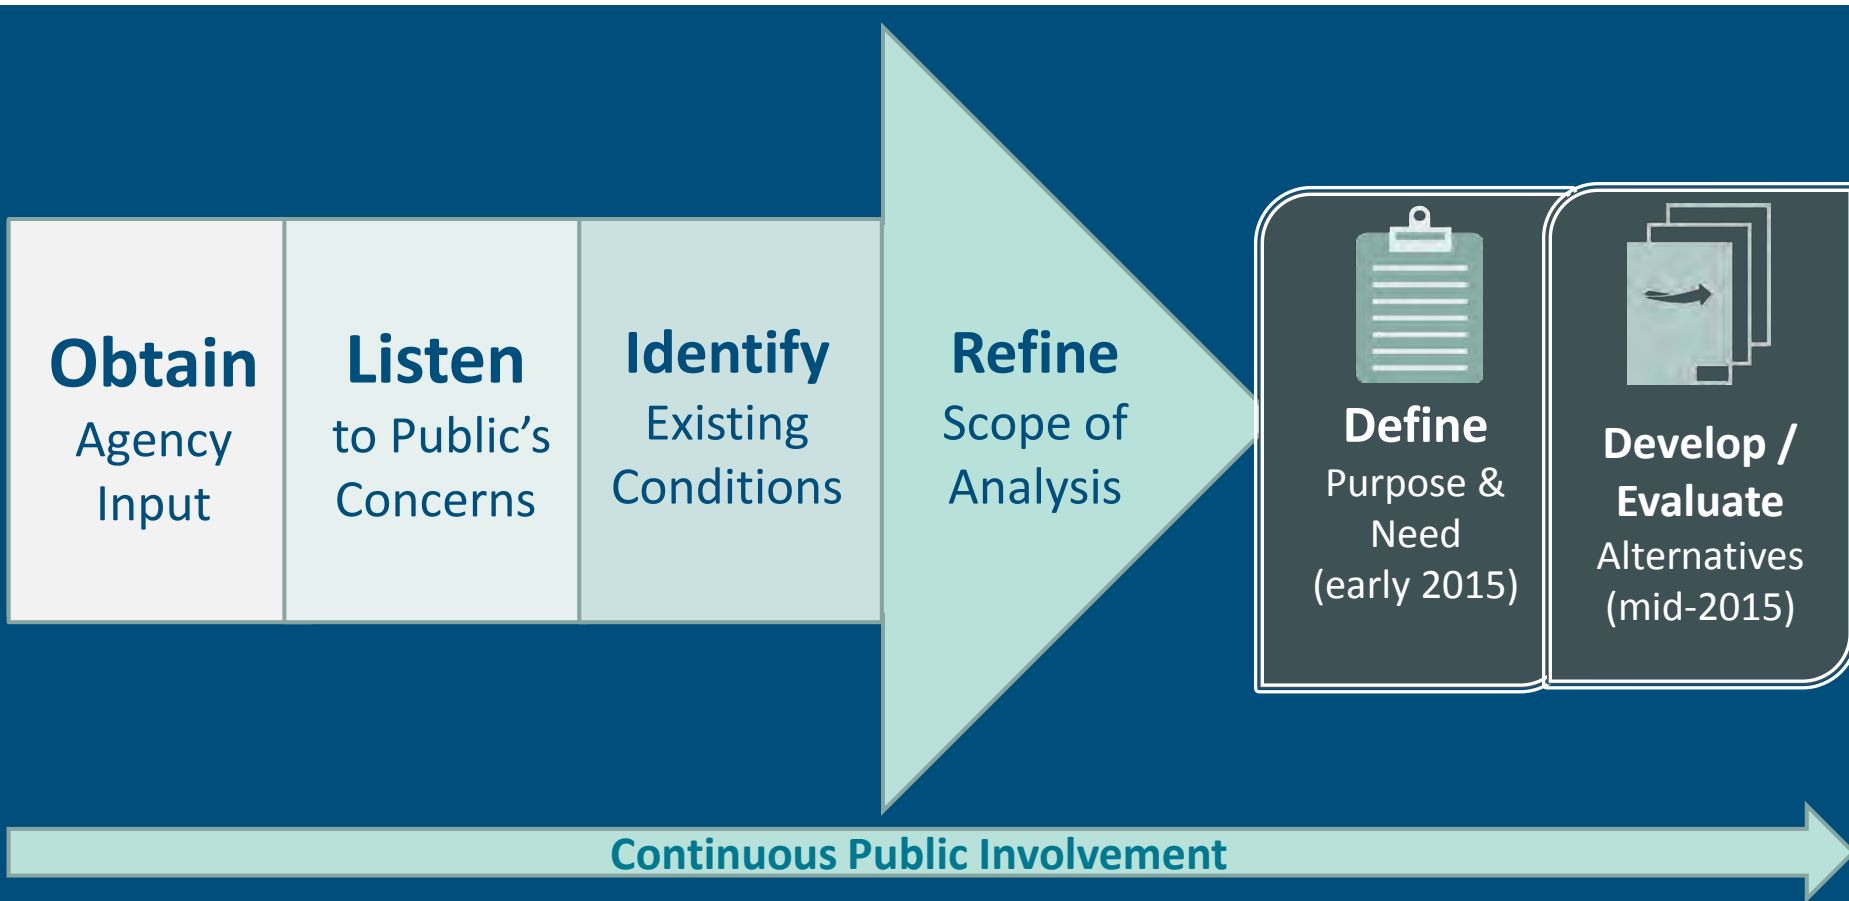 Obtain
Agency
Input
Listen
to Public’s
Concerns
Identify
Existing
Conditions
Refine
Scope of
Analysis
Define
Purpose &
Need
(early 2015)
Develop /
Evaluate
Alternatives
(mid-2015)
Continuous Public Involvement